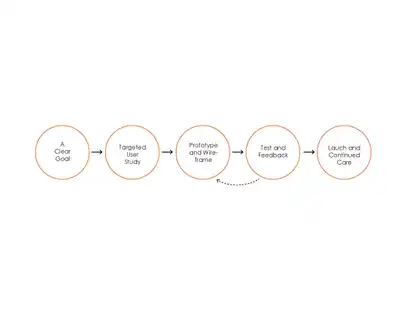 A
Clear
Goal
Targeted
User
Study
Prototype
and Wire-
frame
Test and
Feedback
Lauch and
Continued
Care